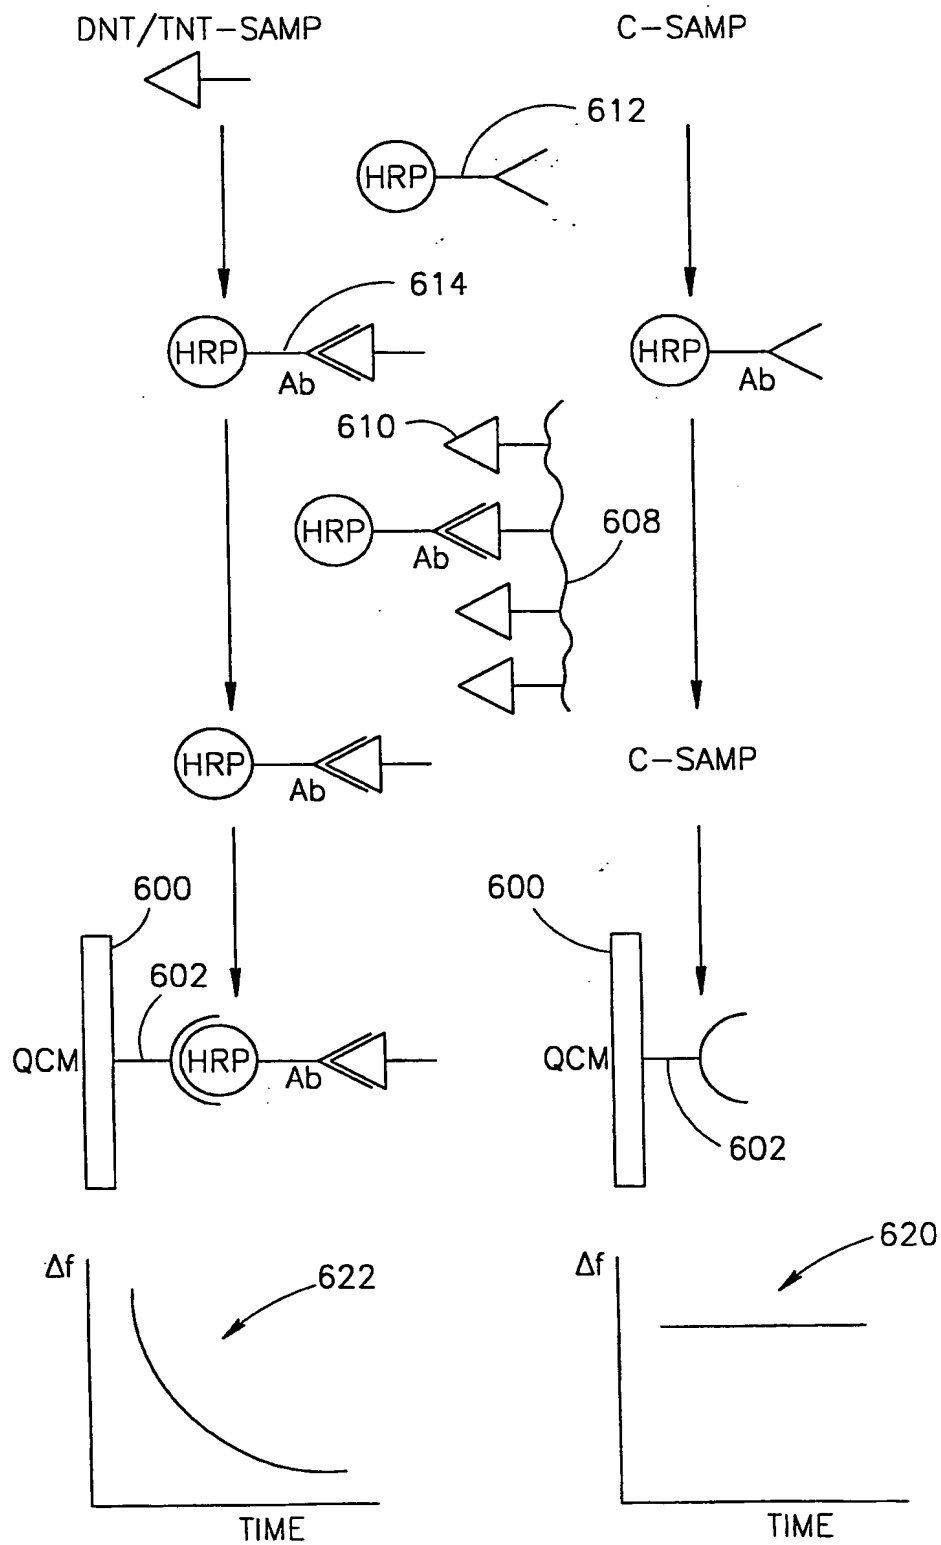 DNT/TNT-SAMP
C-SAMP
612
HRP
614
HRP
Ab
HRP
Ab
610
HRP
Ab
608
HRP
Ab
C-SAMP
600
600
602
QCM
HRP
Ab
QCM
602
Δf
622
TIME
Δf
620
TIME